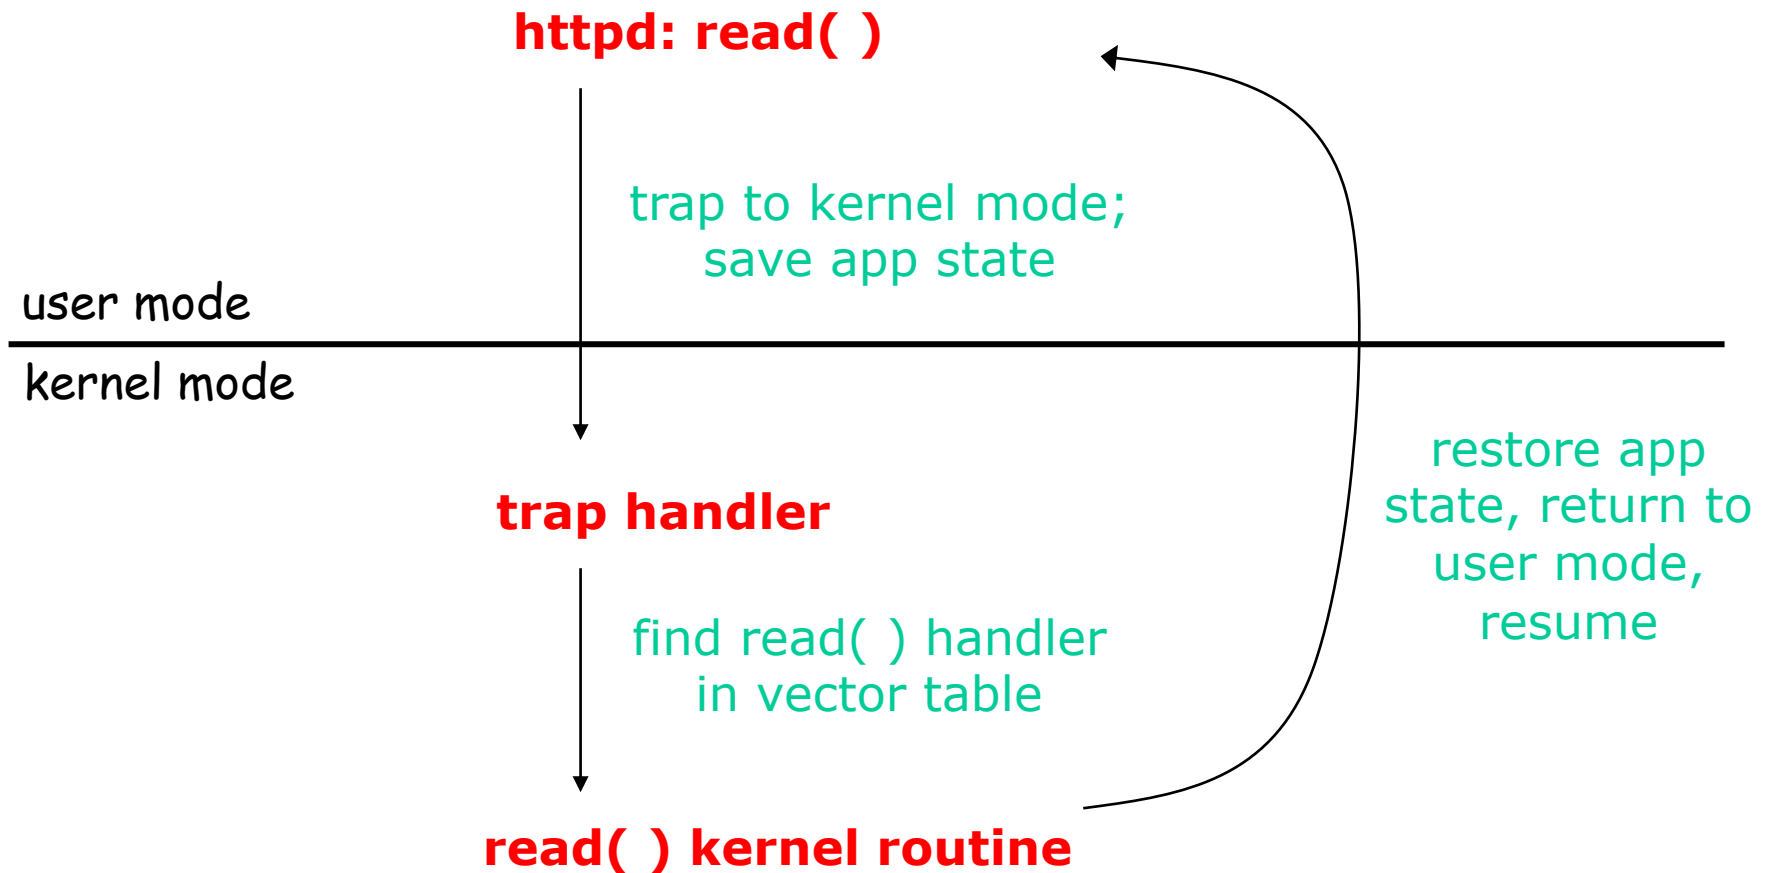 httpd: read( )
trap to kernel mode;
save app state
user mode
kernel mode
trap handler
restore app
state, return to
user mode,
resume
find read( ) handler
in vector table
read( ) kernel routine